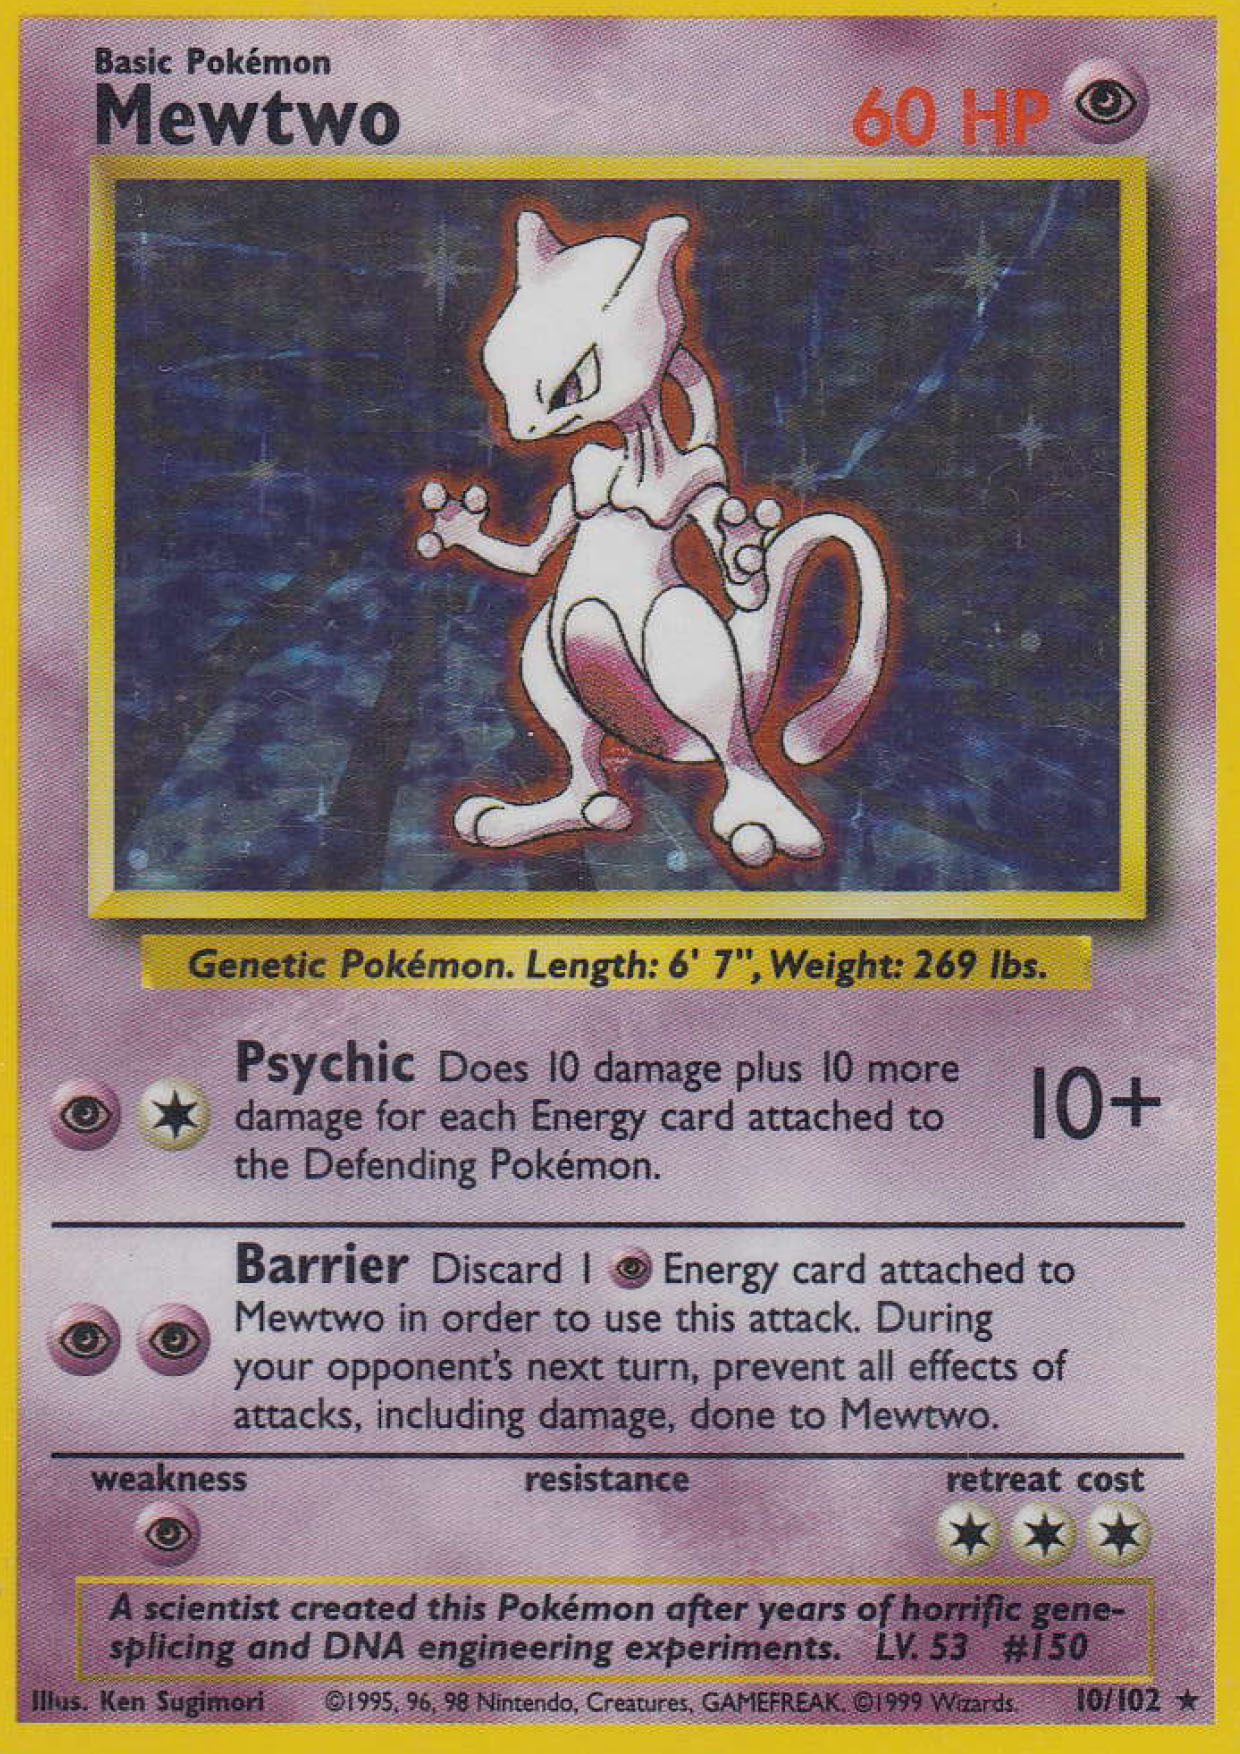 Basic Pokémon
Mewtwo
60 HP
Genetic Pokémon. Length: 6' 7", Weight: 269 lbs.
Psychic Does 10 damage plus 10 more
damage for each Energy card attached to
the Defending Pokémon.
10+
Barrier Discard 1 Energy card attached to
Mewtwo in order to use this attack. During
your opponent's next turn, prevent all effects of
attacks, including damage, done to Mewtwo.
weakness resistance retreat cost
A scientist created this Pokémon after years of horrific gene-
splicing and DNA engineering experiments. LV. 53 #150
Illus. Ken Sugimori ©1995, 96, 98 Nintendo, Creatures, GAMEFREAK. ©1999 Wizards. 10/102 ★